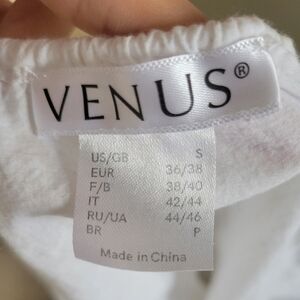 VENUS®
US/GB S
EUR 36/38
F/B 38/40
IT 42/44
RU/UA 44/46
BR P
Made in China